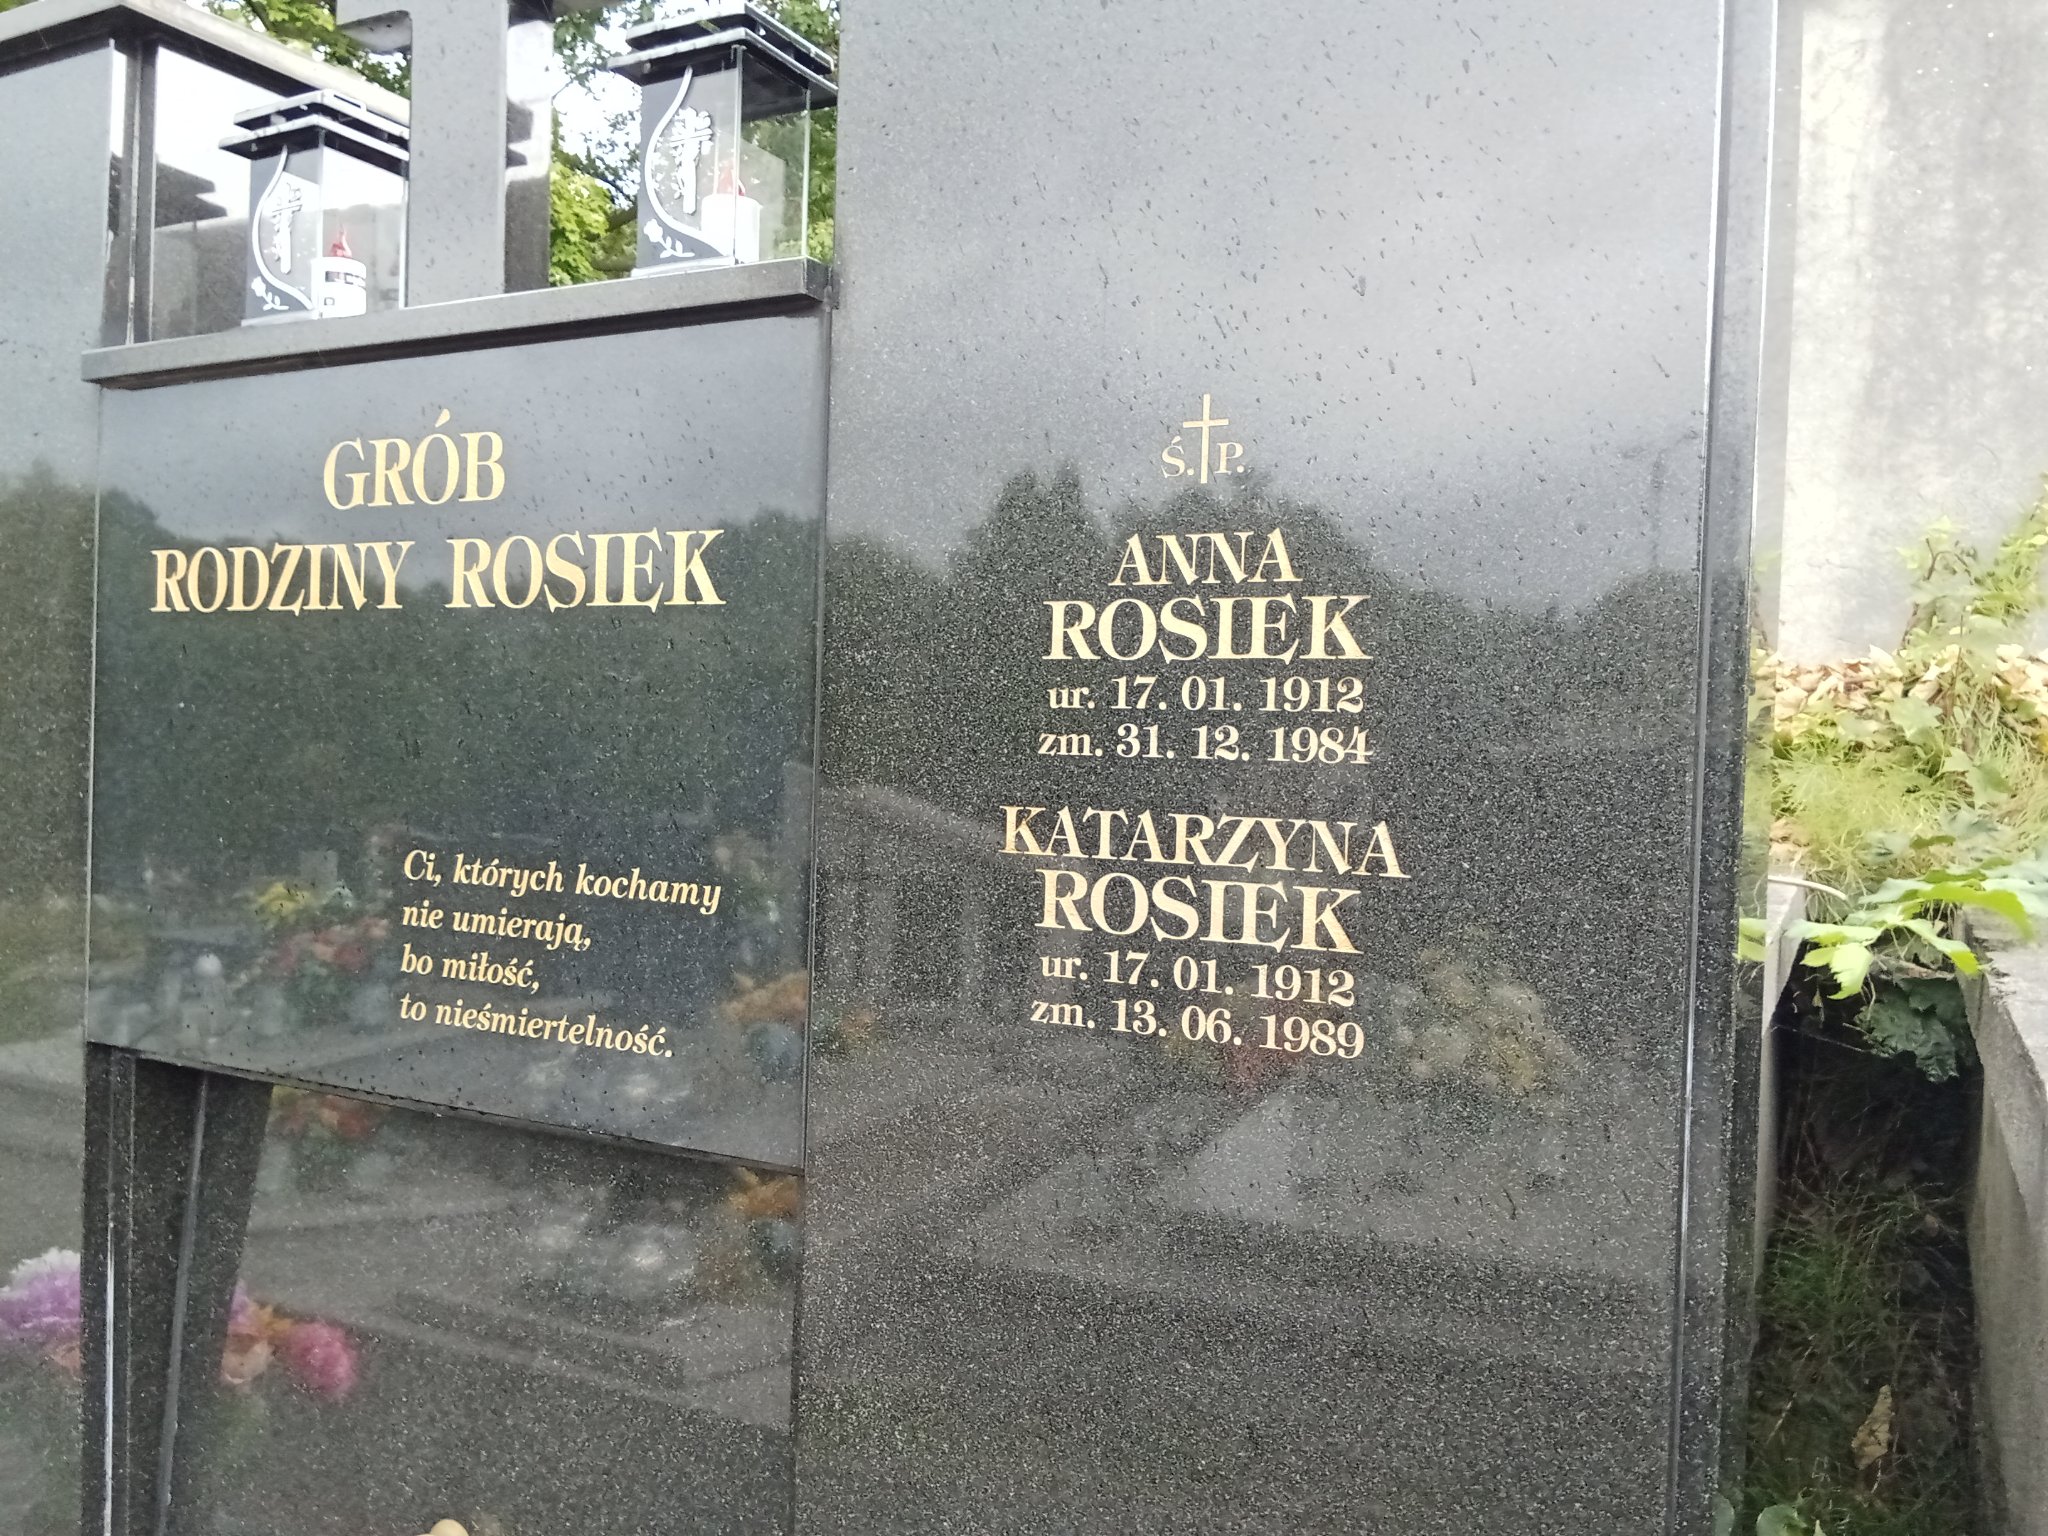 GRÓB
RODZINY ROSIEK
Ci, których kochamy
nie umierają,
bo miłość,
to nieśmiertelność.
Ś. P.
ANNA
ROSIEK
ur. 17. 01. 1912
zm. 31. 12. 1984
KATARZYNA
ROSIEK
ur. 17. 01. 1912
zm. 13. 06. 1989